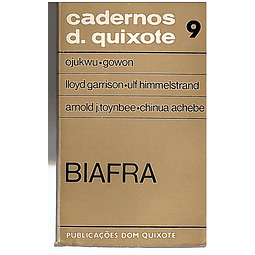 cadernos
d. quixote 9
ojukwu • gowon
lloyd garrison • ulf himmelstrand
arnold j. toynbee • chinua achebe
BIAFRA
PUBLICAÇÕES DOM QUIXOTE